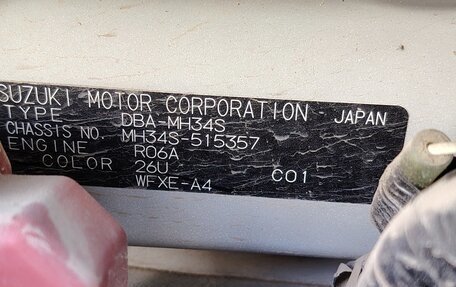 SUZUKI MOTOR CORPORATION - JAPAN
TYPE DBA-MH34S
CHASSIS NO. MH34S-515357
ENGINE R06A
COLOR 26U C01
WFXE-A4